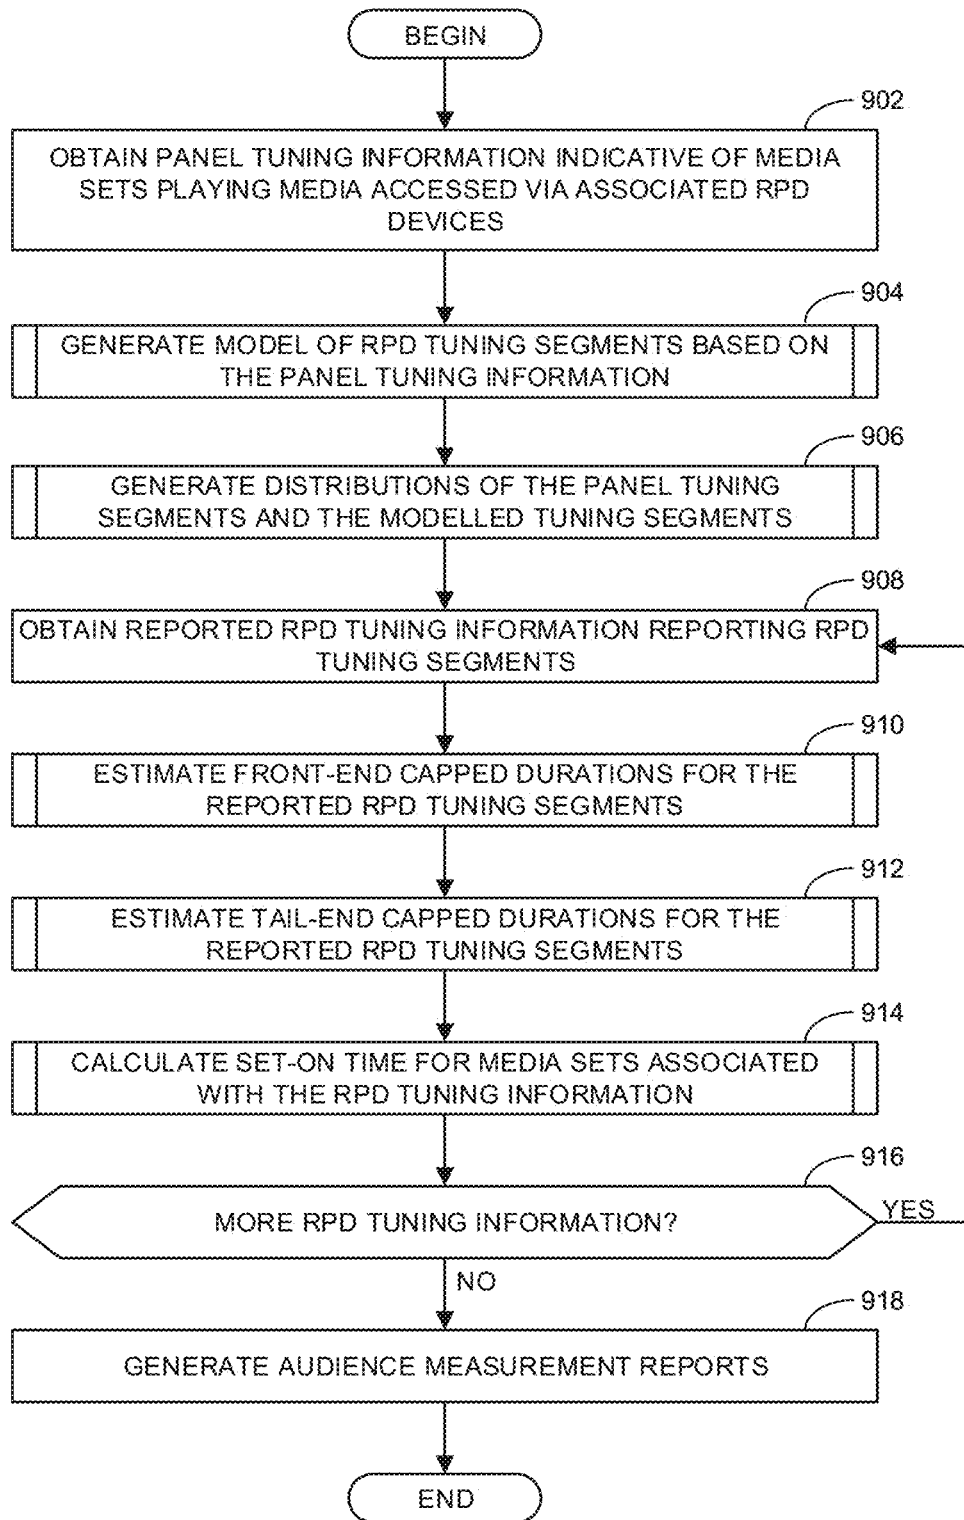 BEGIN
902
OBTAIN PANEL TUNING INFORMATION INDICATIVE OF MEDIA
SETS PLAYING MEDIA ACCESSED VIA ASSOCIATED RPD
DEVICES
904
GENERATE MODEL OF RPD TUNING SEGMENTS BASED ON
THE PANEL TUNING INFORMATION
906
GENERATE DISTRIBUTIONS OF THE PANEL TUNING
SEGMENTS AND THE MODELLED TUNING SEGMENTS
908
OBTAIN REPORTED RPD TUNING INFORMATION REPORTING RPD
TUNING SEGMENTS
910
ESTIMATE FRONT-END CAPPED DURATIONS FOR THE
REPORTED RPD TUNING SEGMENTS
912
ESTIMATE TAIL-END CAPPED DURATIONS FOR THE
REPORTED RPD TUNING SEGMENTS
914
CALCULATE SET-ON TIME FOR MEDIA SETS ASSOCIATED
WITH THE RPD TUNING INFORMATION
916
MORE RPD TUNING INFORMATION?
YES
NO
918
GENERATE AUDIENCE MEASUREMENT REPORTS
END